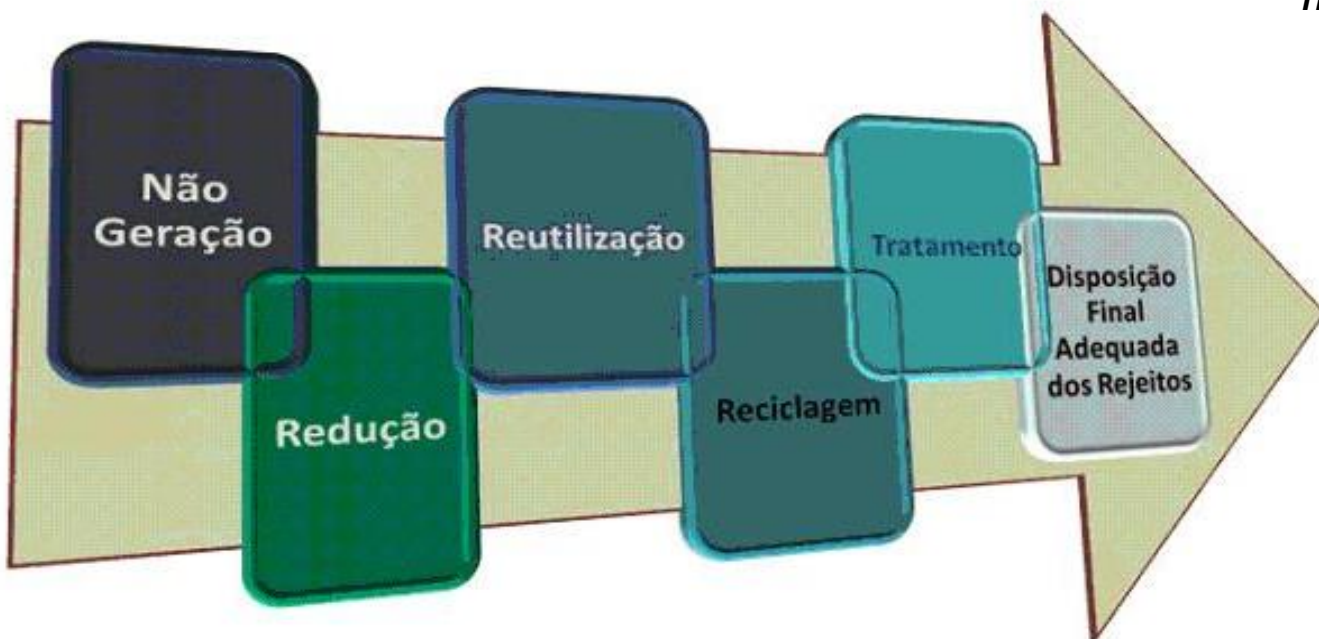 Não
Geração
Redução
Reutilização
Reciclagem
Tratamento
Disposição
Final
Adequada
dos Rejeitos